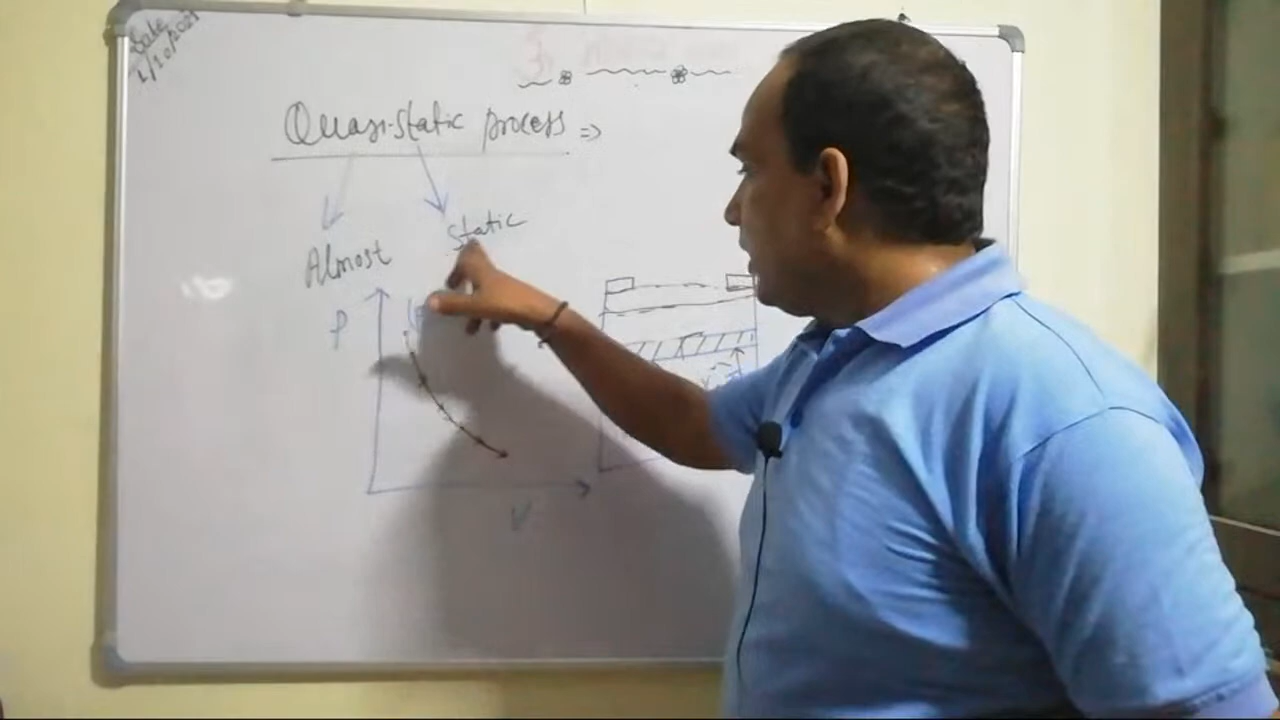 Date
1/10/2021
Quasi-static process ⇒
Almost
Static
P
V